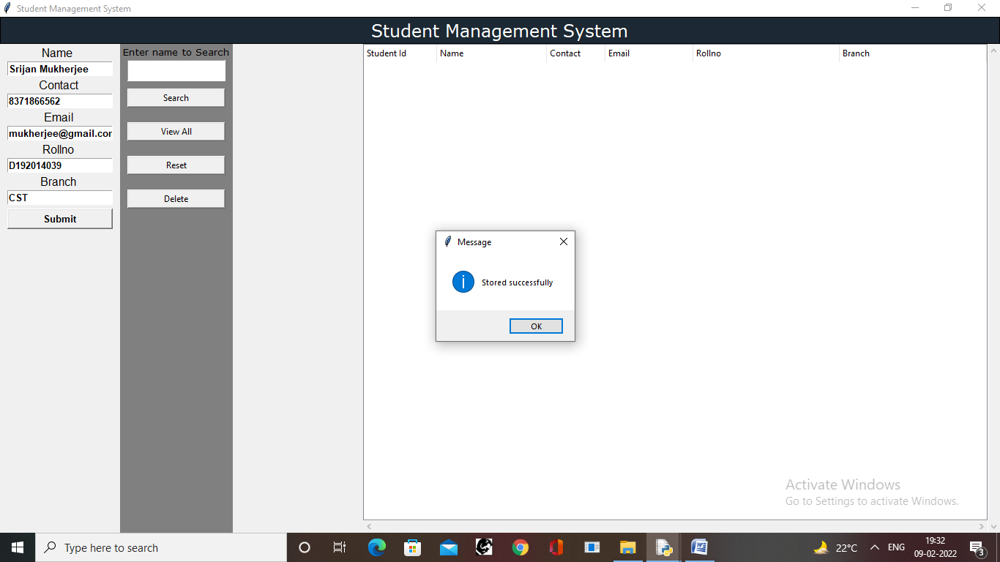 Student Management System
Student Management System
Name
Srijan Mukherjee
Contact
8371866562
Email
mukherjee@gmail.cor
Rollno
D192014039
Branch
CST
Submit
Enter name to Search
Search
View All
Reset
Delete
Student Id Name Contact Email Rollno Branch
Message
Stored successfully
OK
Activate Windows
Go to Settings to activate Windows.
Type here to search
22°C ENG 19:32
09-02-2022
3